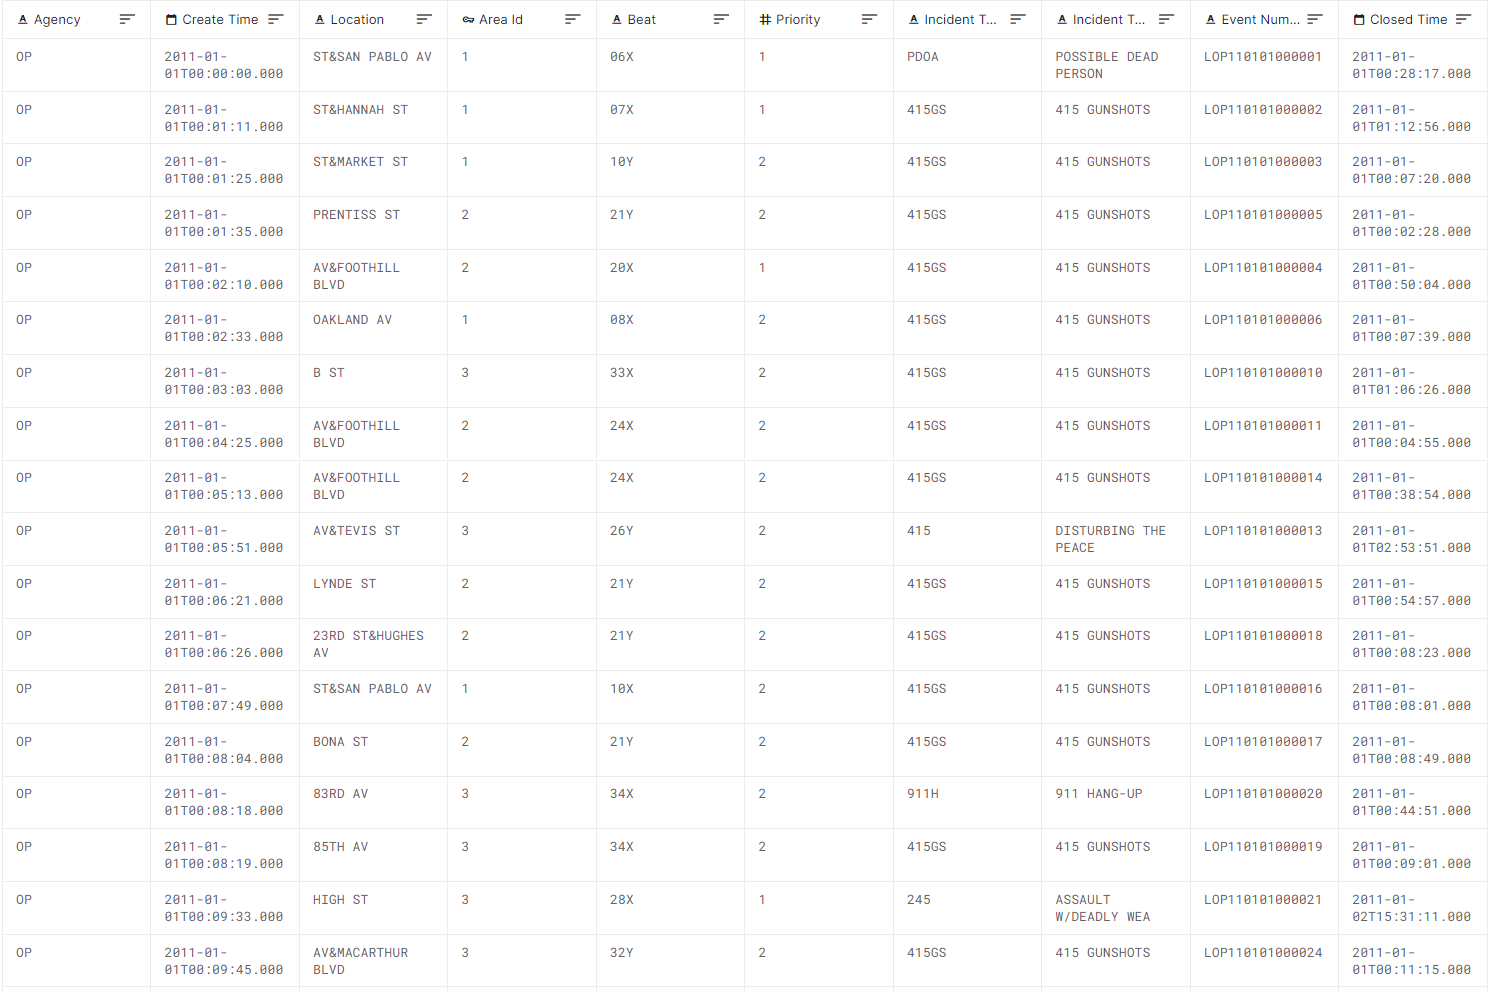 Agency Create Time Location Area Id Beat Priority Incident T... Incident T... Event Num... Closed Time
OP 2011-01- ST&SAN PABLO AV 1 06X 1 PDOA POSSIBLE DEAD LOP110101000001 2011-01-
01T00:00:00.000 PERSON 01T00:28:17.000
OP 2011-01- ST&HANNAH ST 1 07X 1 415GS 415 GUNSHOTS LOP110101000002 2011-01-
01T00:01:11.000 01T01:12:56.000
OP 2011-01- ST&MARKET ST 1 10Y 2 415GS 415 GUNSHOTS LOP110101000003 2011-01-
01T00:01:25.000 01T00:07:20.000
OP 2011-01- PRENTISS ST 2 21Y 2 415GS 415 GUNSHOTS LOP110101000005 2011-01-
01T00:01:35.000 01T00:02:28.000
OP 2011-01- AV&FOOTHILL 2 20X 1 415GS 415 GUNSHOTS LOP110101000004 2011-01-
01T00:02:10.000 BLVD 01T00:50:04.000
OP 2011-01- OAKLAND AV 1 08X 2 415GS 415 GUNSHOTS LOP110101000006 2011-01-
01T00:02:33.000 01T00:07:39.000
OP 2011-01- B ST 3 33X 2 415GS 415 GUNSHOTS LOP110101000010 2011-01-
01T00:03:03.000 01T01:06:26.000
OP 2011-01- AV&FOOTHILL 2 24X 2 415GS 415 GUNSHOTS LOP110101000011 2011-01-
01T00:04:25.000 BLVD 01T00:04:55.000
OP 2011-01- AV&FOOTHILL 2 24X 2 415GS 415 GUNSHOTS LOP110101000014 2011-01-
01T00:05:13.000 BLVD 01T00:38:54.000
OP 2011-01- AV&TEVIS ST 3 26Y 2 415 DISTURBING THE LOP110101000013 2011-01-
01T00:05:51.000 PEACE 01T02:53:51.000
OP 2011-01- LYNDE ST 2 21Y 2 415GS 415 GUNSHOTS LOP110101000015 2011-01-
01T00:06:21.000 01T00:54:57.000
OP 2011-01- 23RD ST&HUGHES 2 21Y 2 415GS 415 GUNSHOTS LOP110101000018 2011-01-
01T00:06:26.000 AV 01T00:08:23.000
OP 2011-01- ST&SAN PABLO AV 1 10X 2 415GS 415 GUNSHOTS LOP110101000016 2011-01-
01T00:07:49.000 01T00:08:01.000
OP 2011-01- BONA ST 2 21Y 2 415GS 415 GUNSHOTS LOP110101000017 2011-01-
01T00:08:04.000 01T00:08:49.000
OP 2011-01- 83RD AV 3 34X 2 911H 911 HANG-UP LOP110101000020 2011-01-
01T00:08:18.000 01T00:44:51.000
OP 2011-01- 85TH AV 3 34X 2 415GS 415 GUNSHOTS LOP110101000019 2011-01-
01T00:08:19.000 01T00:09:01.000
OP 2011-01- HIGH ST 3 28X 1 245 ASSAULT LOP110101000021 2011-01-
01T00:09:33.000 W/DEADLY WEA 02T15:31:11.000
OP 2011-01- AV&MACARTHUR 3 32Y 2 415GS 415 GUNSHOTS LOP110101000024 2011-01-
01T00:09:45.000 BLVD 01T00:11:15.000